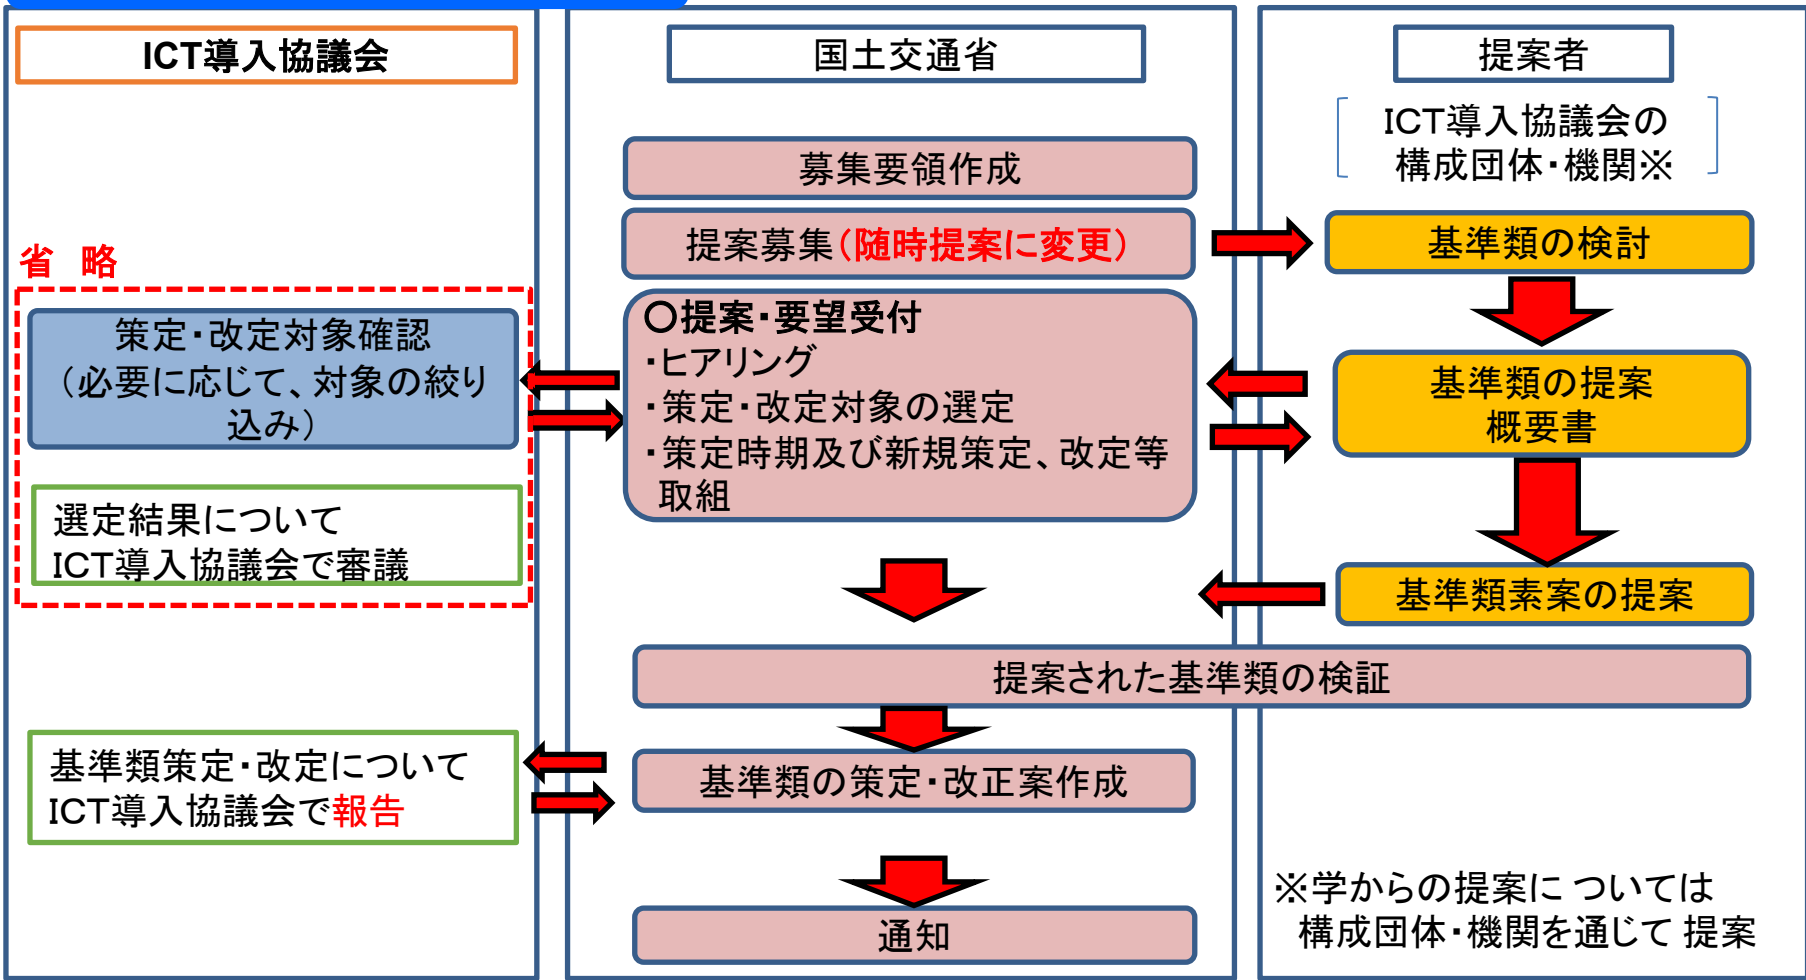 ICT導入協議会
省 略
策定・改定対象確認
(必要に応じて、対象の絞り
込み)
選定結果について
ICT導入協議会で審議
基準類策定・改定について
ICT導入協議会で報告
国土交通省
募集要領作成
提案募集(随時提案に変更)
〇提案・要望受付
・ヒアリング
・策定・改定対象の選定
・策定時期及び新規策定、改定等
取組
提案された基準類の検証
基準類の策定・改正案作成
通知
提案者
ICT導入協議会の
構成団体・機関※
基準類の検討
基準類の提案
概要書
基準類素案の提案
※学からの提案に ついては
構成団体・機関を通じて 提案